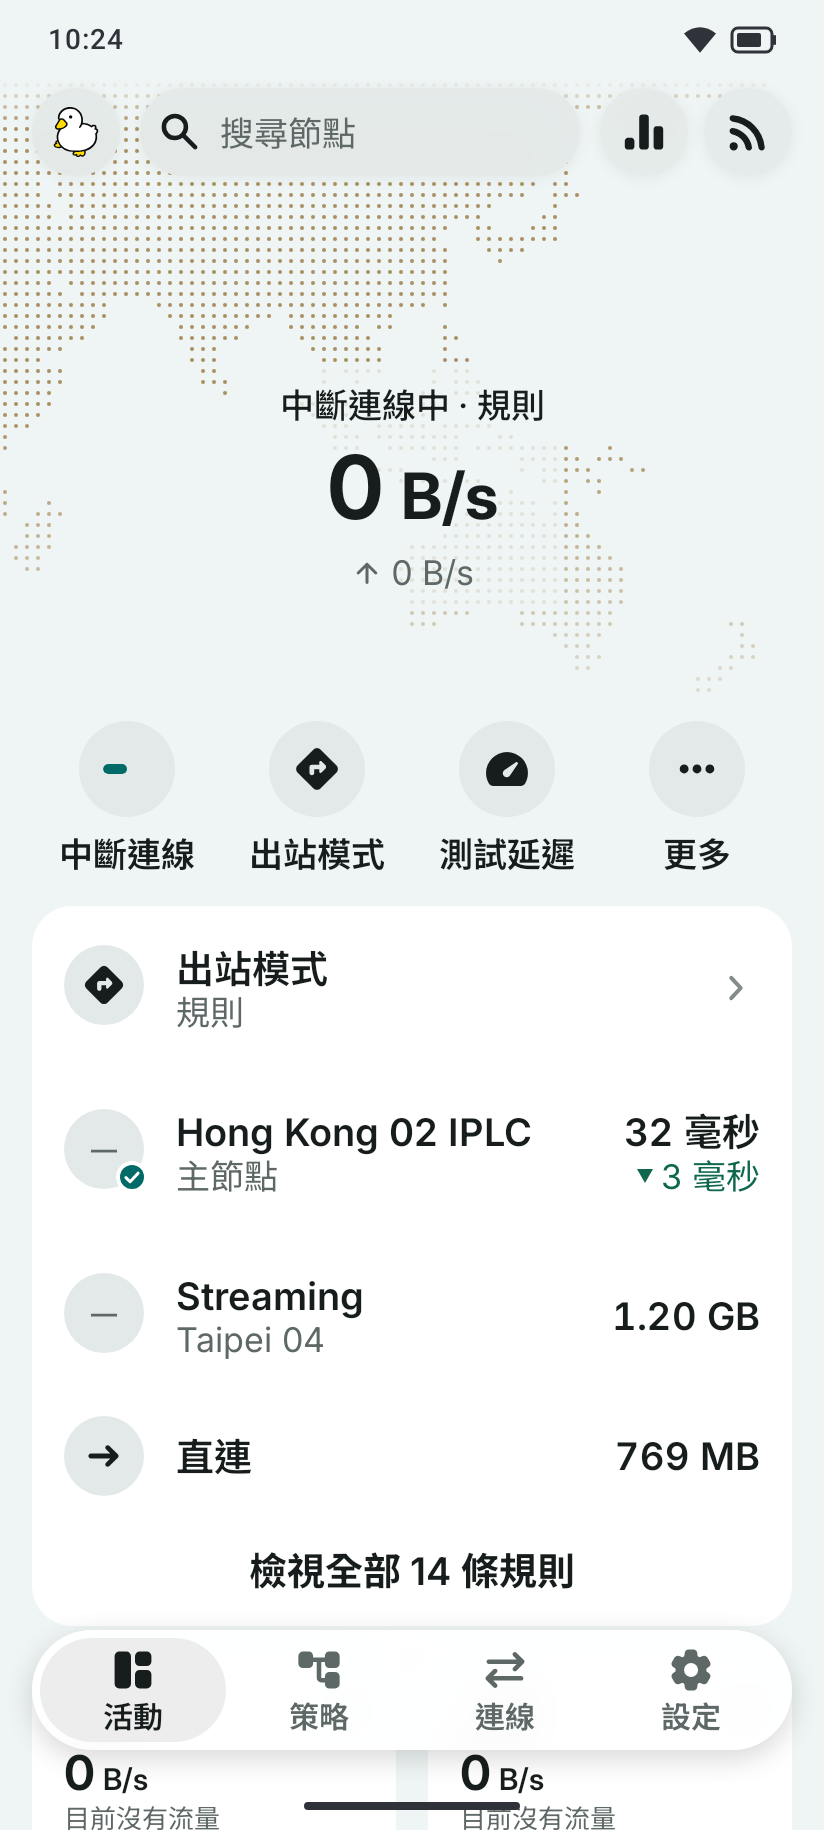 10:24
搜尋節點
中斷連線中 · 規則
0 B/s
↑ 0 B/s
中斷連線
出站模式
測試延遲
更多
出站模式
規則
Hong Kong 02 IPLC
32 毫秒
主節點
▼3 毫秒
Streaming
1.20 GB
Taipei 04
直連
769 MB
檢視全部 14 條規則
活動
策略
連線
設定
0 B/s
0 B/s
目前沒有流量
目前沒有流量